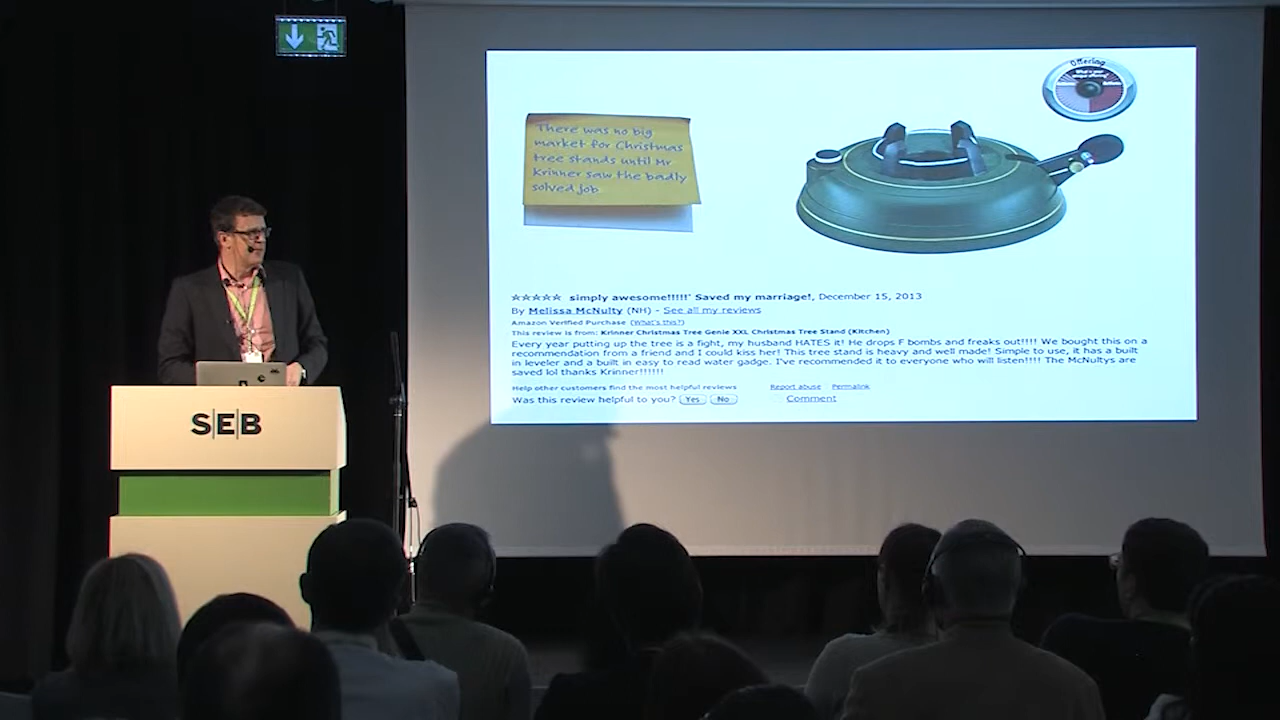 Offering
What is your unique offering?
There was no big
market for Christmas
tree stands until Mr
Krinner saw the badly
solved job
simply awesome!!!!!' Saved my marriage!, December 15, 2013
By Melissa McNulty (NH) - See all my reviews
Amazon Verified Purchase (What's this?)
This review is from: Krinner Christmas Tree Genie XXL Christmas Tree Stand (Kitchen)
Every year putting up the tree is a fight, my husband HATES it! He drops F bombs and freaks out!!!! We bought this on a
recommendation from a friend and I could kiss her! This tree stand is heavy and well made! Simple to use, it has a built
in leveler and a built in easy to read water gadge. I've recommended it to everyone who will listen!!!! The McNultys are
saved lol thanks Krinner!!!!!!
Help other customers find the most helpful reviews Report abuse | Permalink
Was this review helpful to you? Yes No Comment
S|E|B